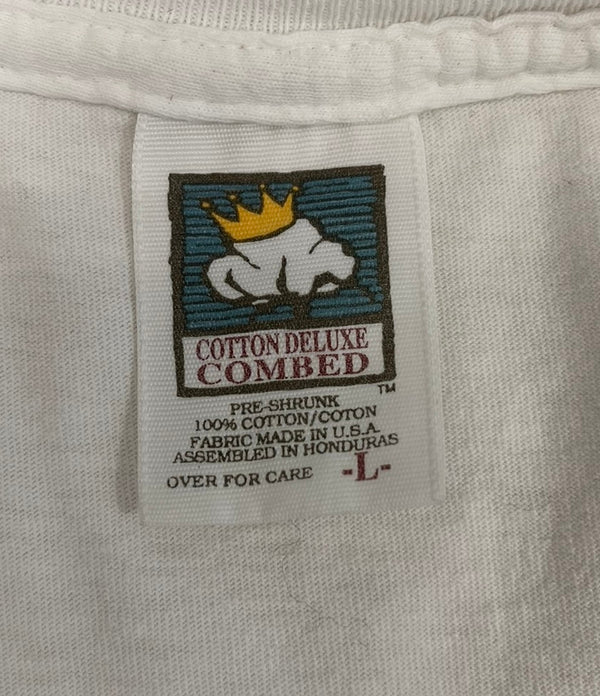 COTTON DELUXE
COMBED
TM
PRE-SHRUNK
100% COTTON/COTON
FABRIC MADE IN U.S.A.
ASSEMBLED IN HONDURAS
OVER FOR CARE -L-